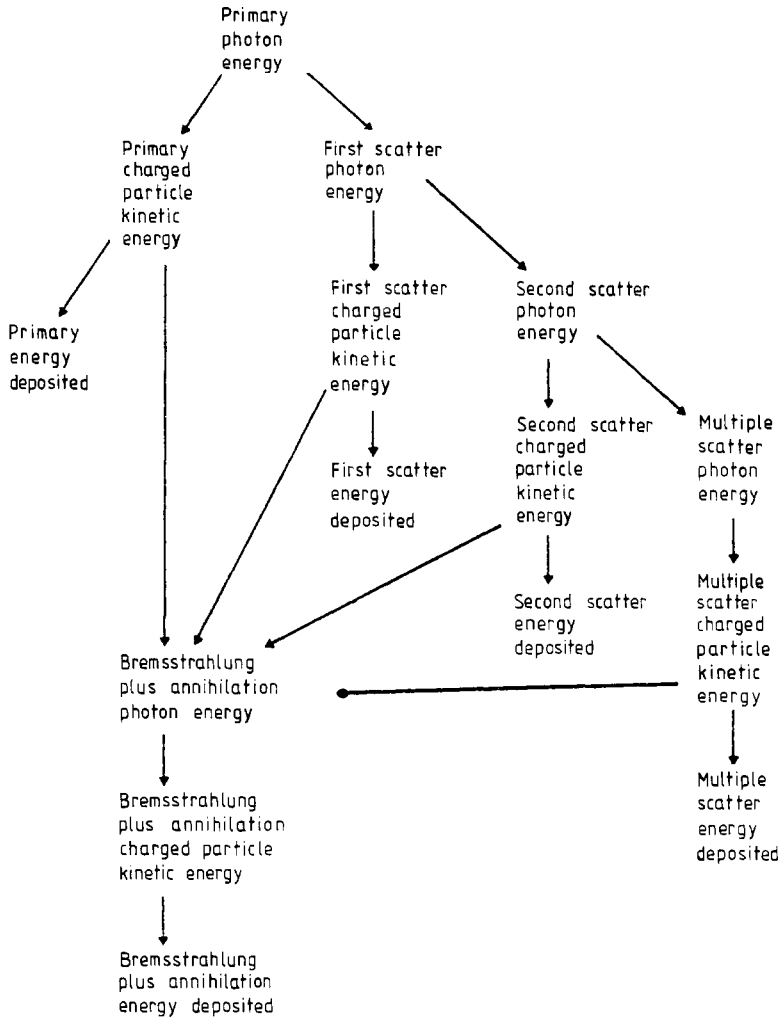 Primary
photon
energy
Primary
charged
particle
kinetic
energy
First scatter
photon
energy
Primary
energy
deposited
First scatter
charged
particle
kinetic
energy
Second scatter
photon
energy
First scatter
energy
deposited
Second scatter
charged
particle
kinetic
energy
Multiple
scatter
photon
energy
Second scatter
energy
deposited
Multiple
scatter
charged
particle
kinetic
energy
Bremsstrahlung
plus annihilation
photon energy
Multiple
scatter
energy
deposited
Bremsstrahlung
plus annihilation
charged particle
kinetic energy
Bremsstrahlung
plus annihilation
energy deposited